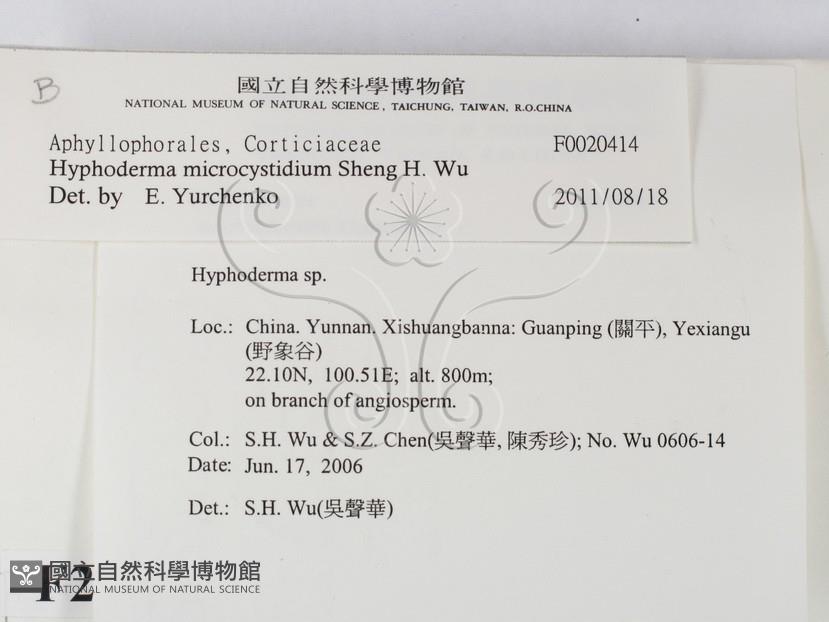 B
國立自然科學博物館
NATIONAL MUSEUM OF NATURAL SCIENCE, TAICHUNG, TAIWAN, R.O.CHINA
Aphyllophorales, Corticiaceae F0020414
Hyphoderma microcystidium Sheng H. Wu
Det. by E. Yurchenko 2011/08/18
Hyphoderma sp.
Loc.: China. Yunnan. Xishuangbanna: Guanping (關平), Yexiangu
(野象谷)
22.10N, 100.51E; alt. 800m;
on branch of angiosperm.
Col.: S.H. Wu & S.Z. Chen(吳聲華, 陳秀珍); No. Wu 0606-14
Date: Jun. 17, 2006
Det.: S.H. Wu(吳聲華)
F2
國立自然科學博物館
NATIONAL MUSEUM OF NATURAL SCIENCE